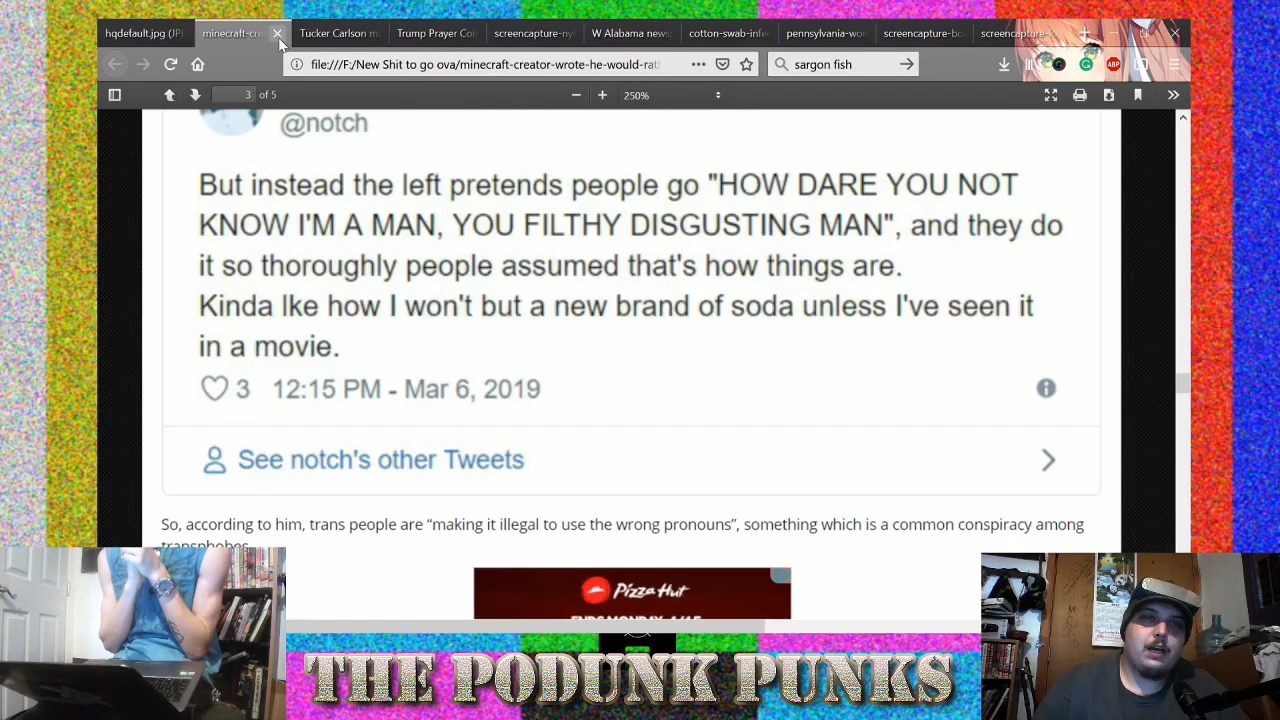 hqdefault.jpg (JPE
minecraft-crea
Tucker Carlson m
Trump Prayer Coi
screencapture-nyt
W Alabama news
cotton-swab-infe
pennsylvania-won
screencapture-bo
file:///F:/New Shit to go ova/minecraft-creator-wrote-he-would-rat
sargon fish
ABP
3 of 5
250%
@notch
But instead the left pretends people go "HOW DARE YOU NOT
KNOW I'M A MAN, YOU FILTHY DISGUSTING MAN", and they do
it so thoroughly people assumed that's how things are.
Kinda lke how I won't but a new brand of soda unless I've seen it
in a movie.
3 12:15 PM - Mar 6, 2019
See notch's other Tweets
So, according to him, trans people are “making it illegal to use the wrong pronouns”, something which is a common conspiracy among
transphobes
Pizza Hut
THE PODUNK PUNKS